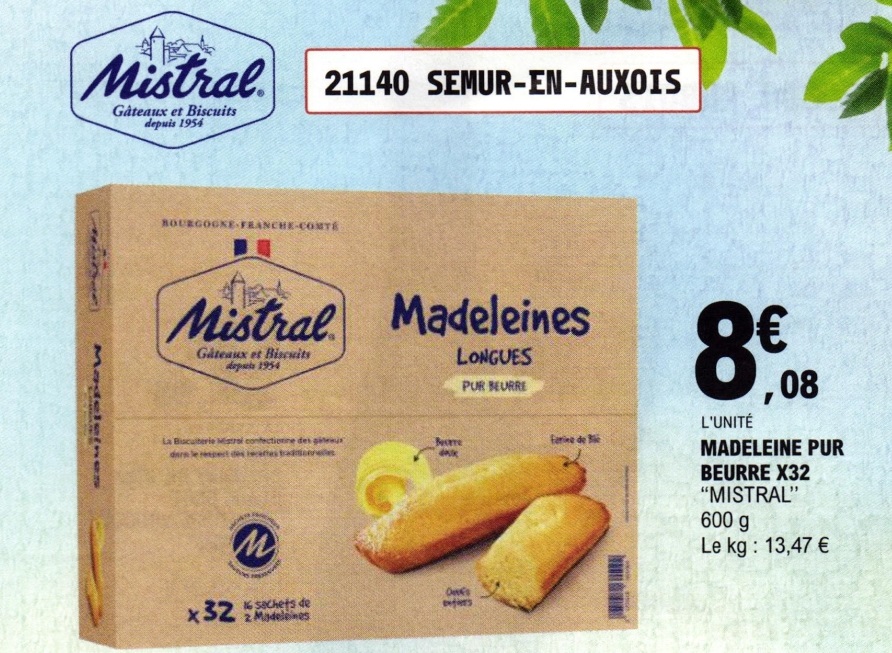 Mistral
Gâteaux et Biscuits
depuis 1954
21140 SEMUR-EN-AUXOIS
BOURGOGNE-FRANCHE-COMTÉ
Mistral
Gâteaux et Biscuits
depuis 1954
Madeleines
LONGUES
PUR BEURRE
La Biscuiterie Mistral confectionne des gâteaux
dans le respect des recettes traditionnelles
Beurre
Farine de Blé
Oeufs
entiers
M
x32 16 sachets de
2 Madeleines
Mistral
Madeleines
8€,08
L'UNITÉ
MADELEINE PUR
BEURRE X32
"MISTRAL"
600 g
Le kg : 13,47 €